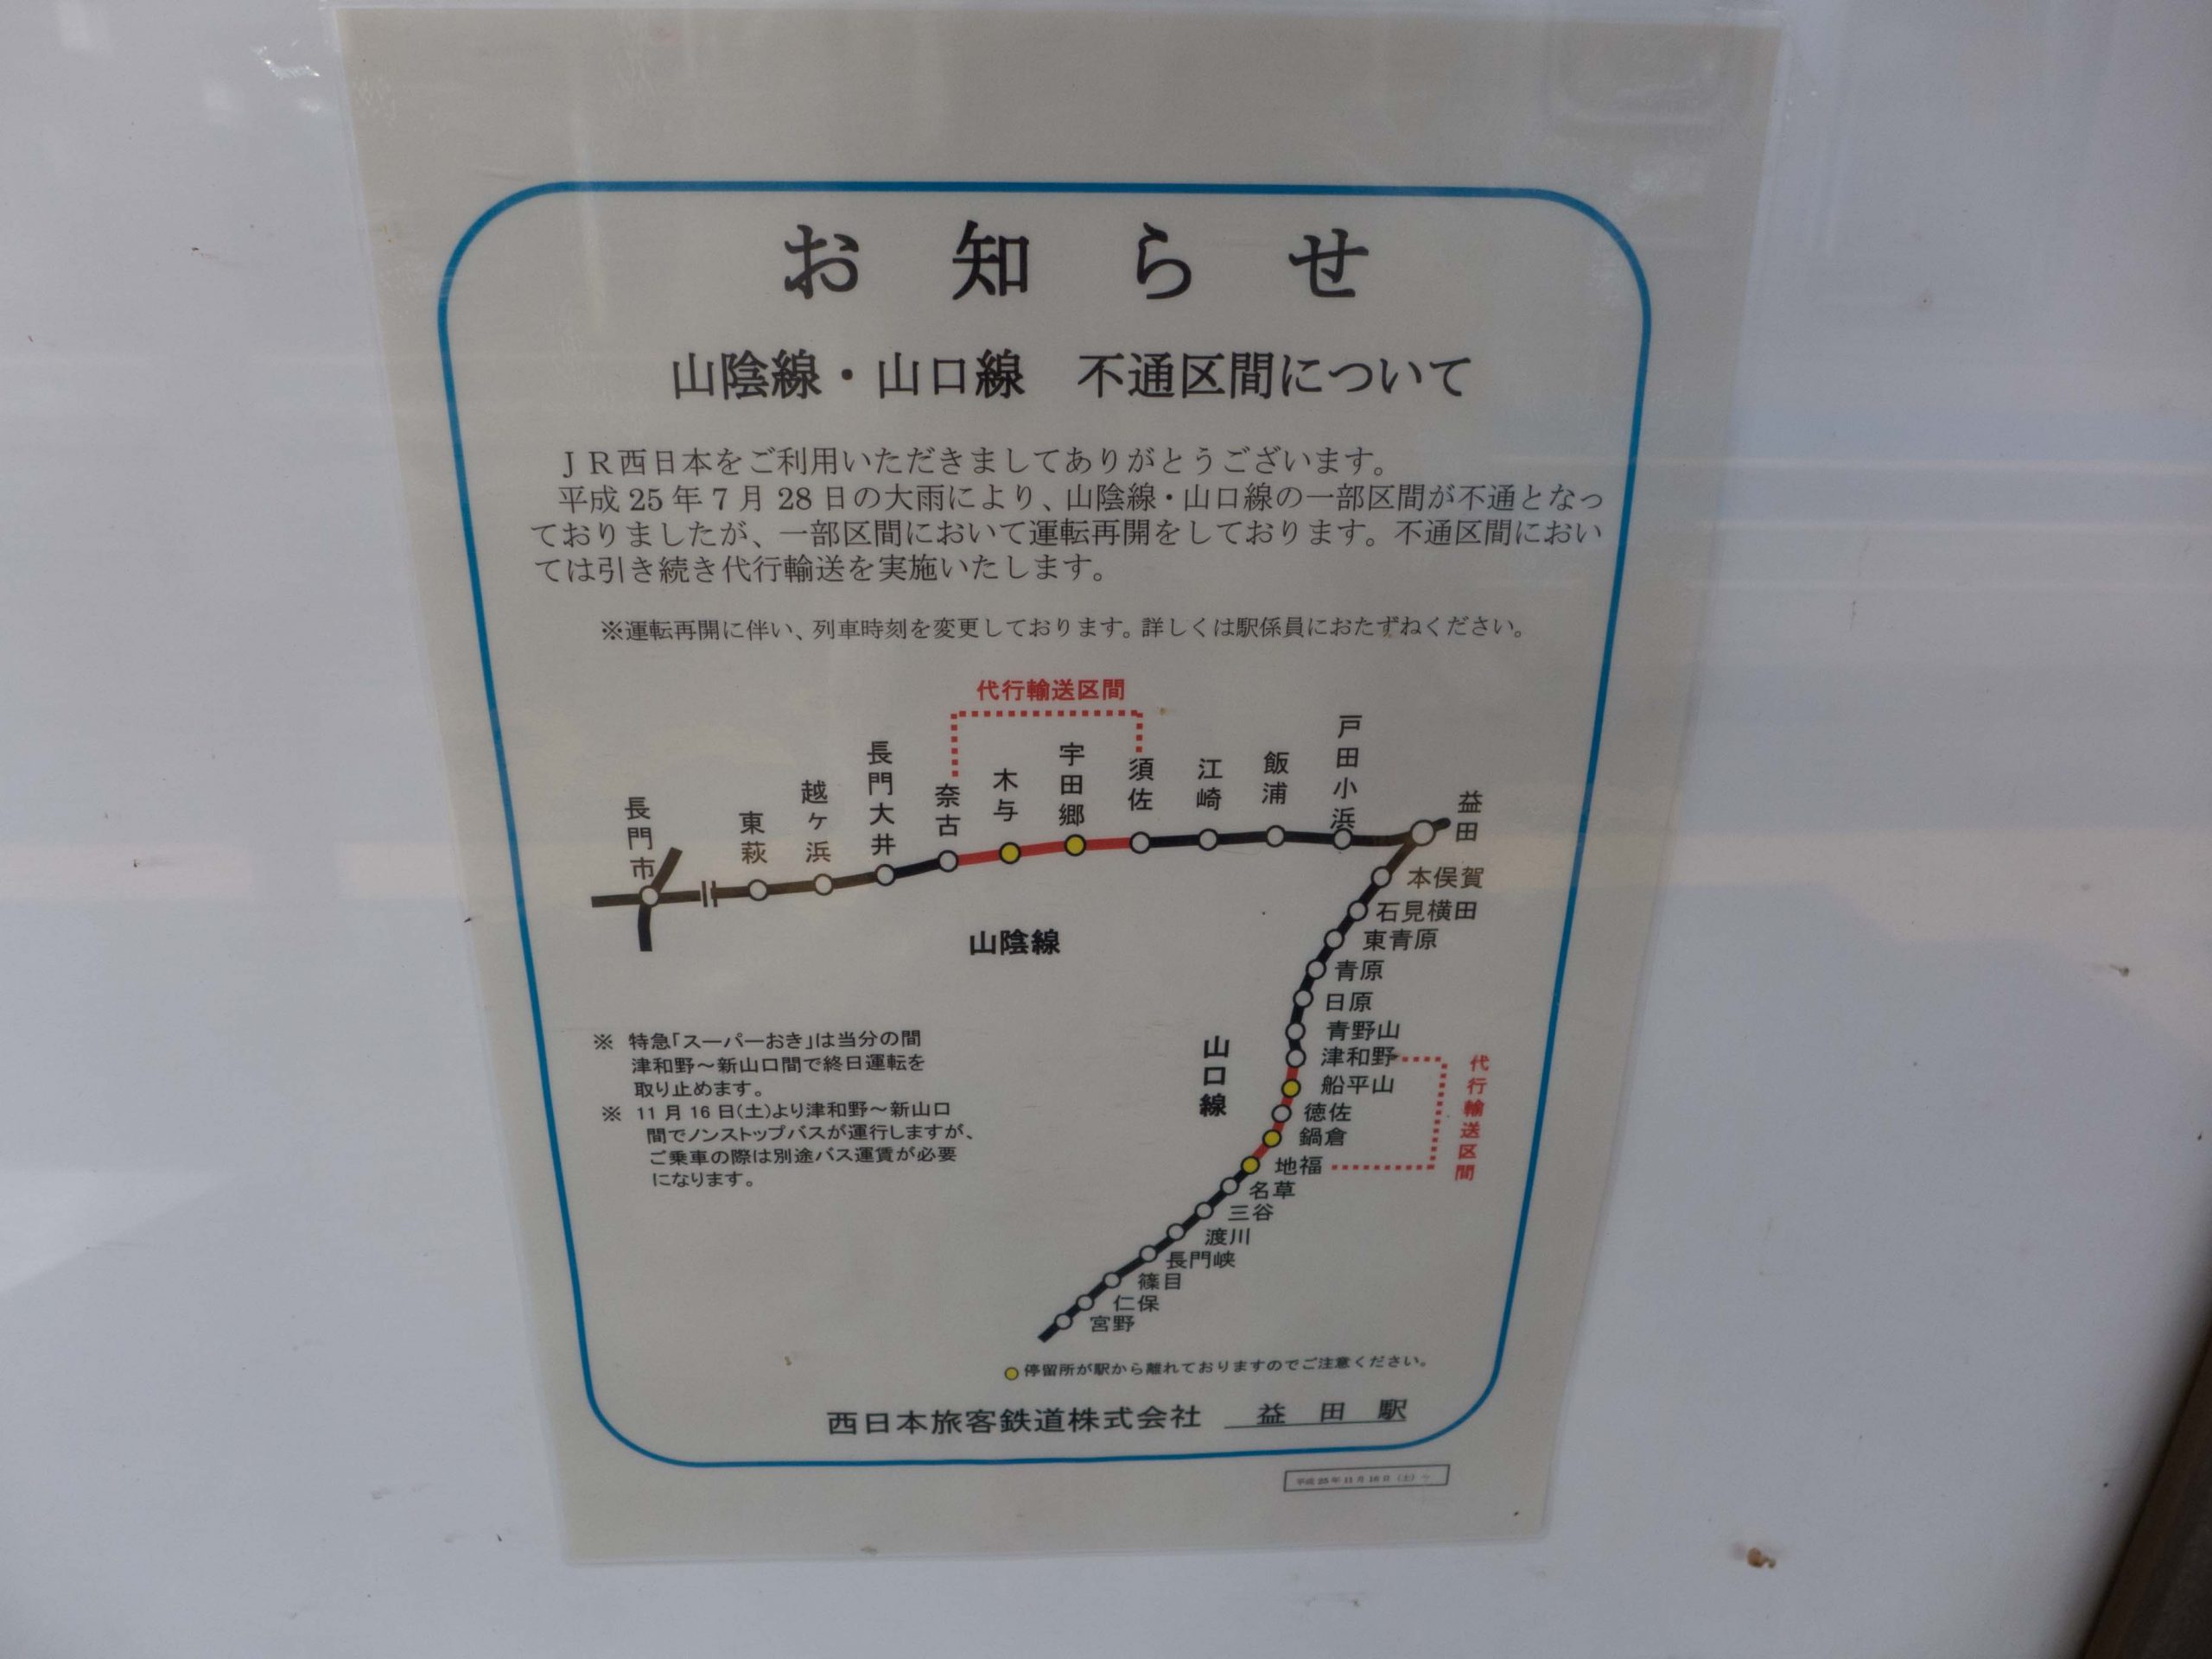 お知らせ
山陰線・山口線　不通区間について
ＪＲ西日本をご利用いただきましてありがとうございます。
平成25年7月28日の大雨により、山陰線・山口線の一部区間が不通となっ
ておりましたが、一部区間において運転再開をしております。不通区間におい
ては引き続き代行輸送を実施いたします。
※運転再開に伴い、列車時刻を変更しております。詳しくは駅係員におたずねください。
代行輸送区間
長門市
東萩
越ヶ浜
長門大井
奈古
木与
宇田郷
須佐
江崎
飯浦
戸田小浜
益田
山陰線
本俣賀
石見横田
東青原
青原
日原
青野山
津和野
船平山
徳佐
鍋倉
地福
名草
三谷
渡川
長門峡
篠目
仁保
宮野
山口線
代行輸送区間
※ 特急「スーパーおき」は当分の間
津和野～新山口間で終日運転を
取り止めます。
※ 11月16日(土)より津和野～新山口
間でノンストップバスが運行しますが、
ご乗車の際は別途バス運賃が必要
になります。
停留所が駅から離れておりますのでご注意ください。
西日本旅客鉄道株式会社　益田駅
平成25年11月16日（土）～